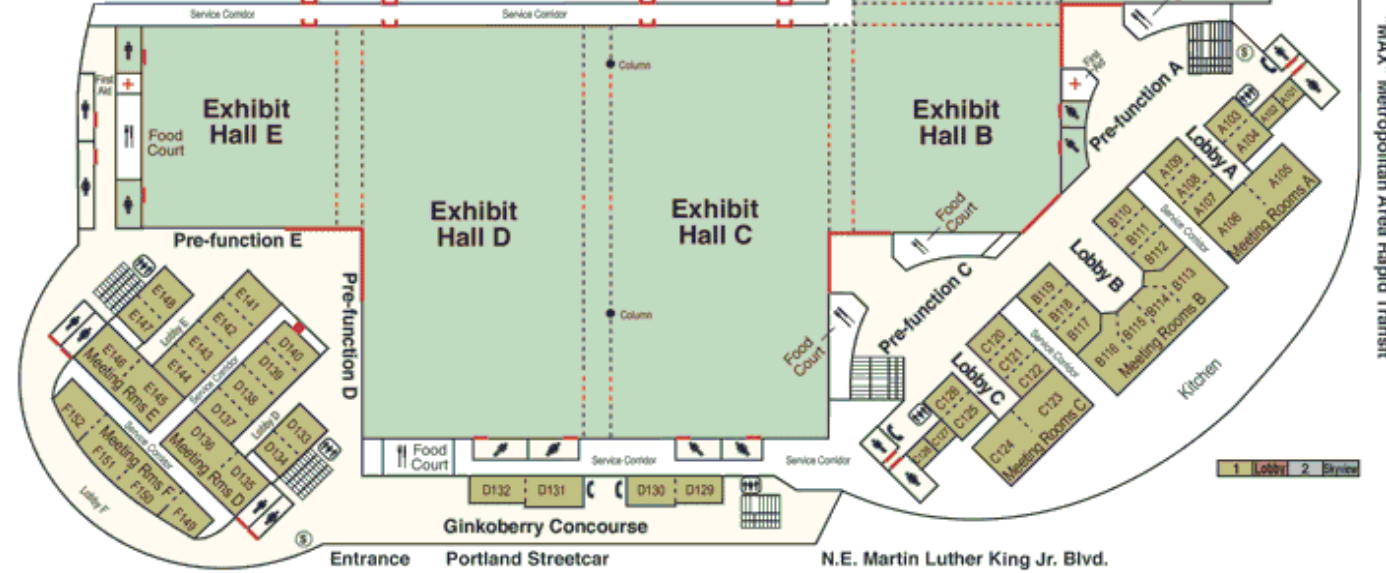 Service Corridor
Service Corridor
First
Aid
Food
Court
Exhibit
Hall E
Column
Exhibit
Hall B
First
Aid
Pre-function A
$
A101
A102
A103
A104
Lobby A
A105
A106
Meeting Rooms A
A109
A108
A107
Service Corridor
"MAX" Metropolitan Area Rapid Transit
Exhibit
Hall D
Exhibit
Hall C
Food
Court
B110
B111
B112
Lobby B
B113
B114
B115
B116
Meeting Rooms B
B119
B118
B117
Service Corridor
Kitchen
Pre-function E
Pre-function D
Column
Pre-function C
Food
Court
C120
C121
C122
Lobby C
C123
C124
Meeting Rooms C
C126
C125
C127
C128
E148
E147
Lobby E
E141
E142
E143
E144
Service Corridor
E146
E145
Meeting Rms E
D140
D139
D138
D137
Lobby D
D133
D134
D136
D135
Meeting Rms D
Service Corridor
F152
F151
F150
F149
Meeting Rms F
Lobby F
$
Food
Court
Service Corridor
Service Corridor
D132
D131
D130
D129
Ginkoberry Concourse
Entrance
Portland Streetcar
N.E. Martin Luther King Jr. Blvd.
1 Lobby 2 Skyview